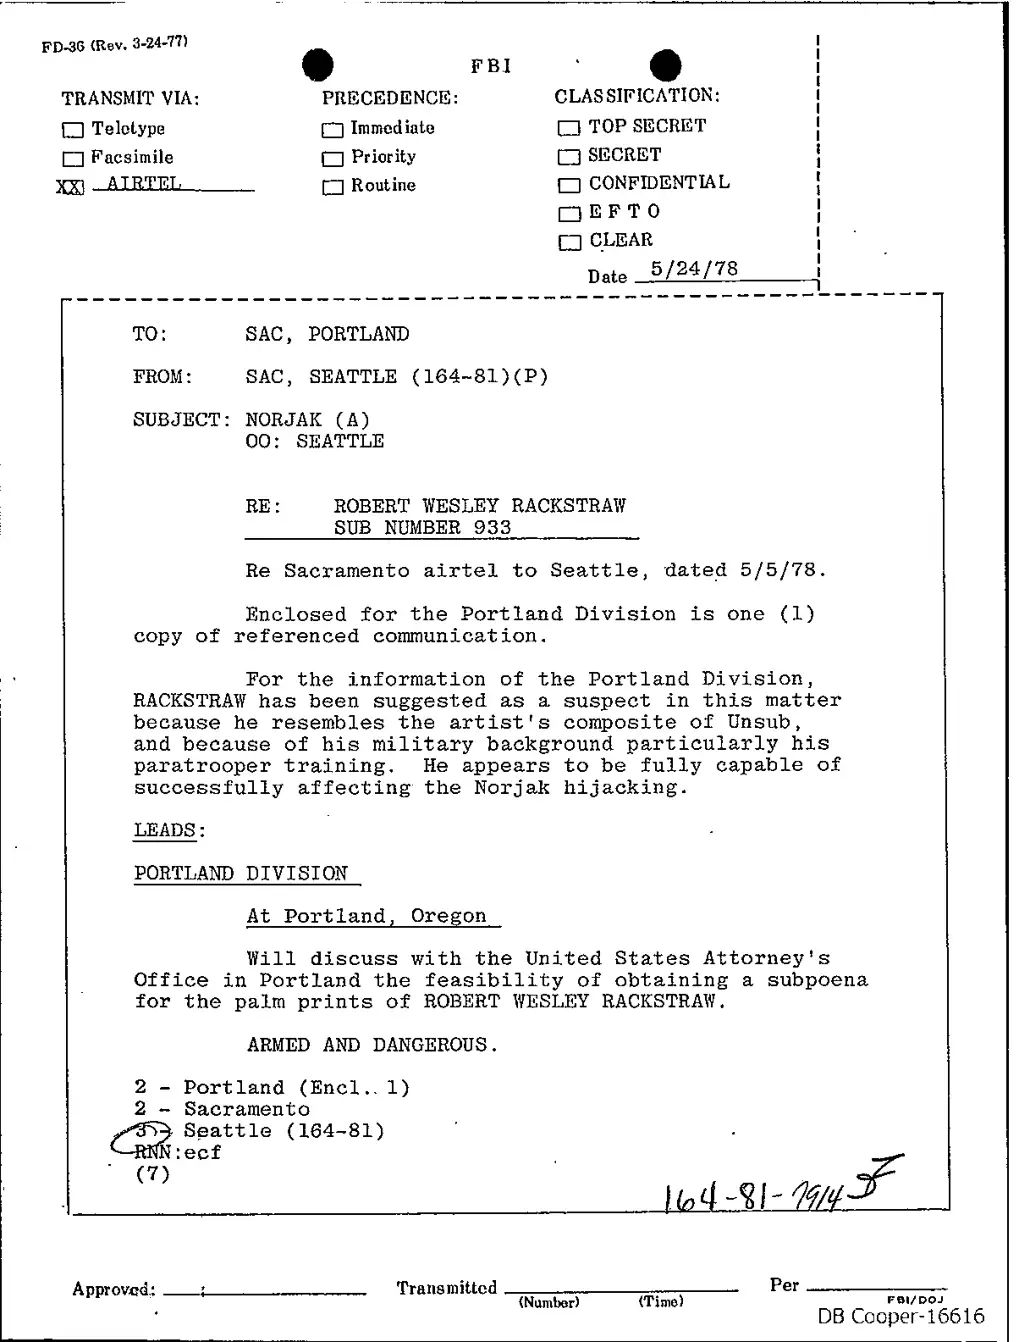 FD-36 (Rev. 3-24-77)
FBI
TRANSMIT VIA: PRECEDENCE: CLASSIFICATION:
Teletype Immediate TOP SECRET
Facsimile Priority SECRET
XX AIRTEL Routine CONFIDENTIAL
E F T O
CLEAR
Date 5/24/78
TO: SAC, PORTLAND
FROM: SAC, SEATTLE (164-81)(P)
SUBJECT: NORJAK (A)
OO: SEATTLE
RE: ROBERT WESLEY RACKSTRAW
SUB NUMBER 933
Re Sacramento airtel to Seattle, dated 5/5/78.
Enclosed for the Portland Division is one (1)
copy of referenced communication.
For the information of the Portland Division,
RACKSTRAW has been suggested as a suspect in this matter
because he resembles the artist's composite of Unsub,
and because of his military background particularly his
paratrooper training. He appears to be fully capable of
successfully affecting the Norjak hijacking.
LEADS:
PORTLAND DIVISION
At Portland, Oregon
Will discuss with the United States Attorney's
Office in Portland the feasibility of obtaining a subpoena
for the palm prints of ROBERT WESLEY RACKSTRAW.
ARMED AND DANGEROUS.
2 - Portland (Encl. 1)
2 - Sacramento
3 - Seattle (164-81)
RNN:ecf
(7)
164-81-7914
Approved: Transmitted Per
(Number) (Time)
FBI/DOJ
DB Cooper-16616